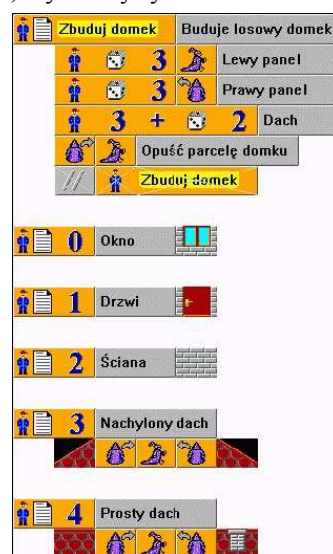 Zbuduj domek Buduje losowy domek
3 Lewy panel
3 Prawy panel
3 + 2 Dach
Opuść parcelę domku
// Zbuduj domek
0 Okno
1 Drzwi
2 Ściana
3 Nachylony dach
4 Prosty dach